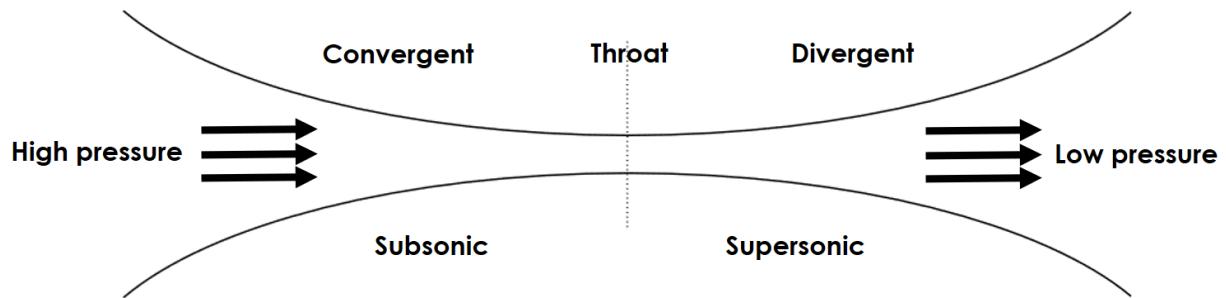 Convergent Throat Divergent
High pressure Low pressure
Subsonic Supersonic